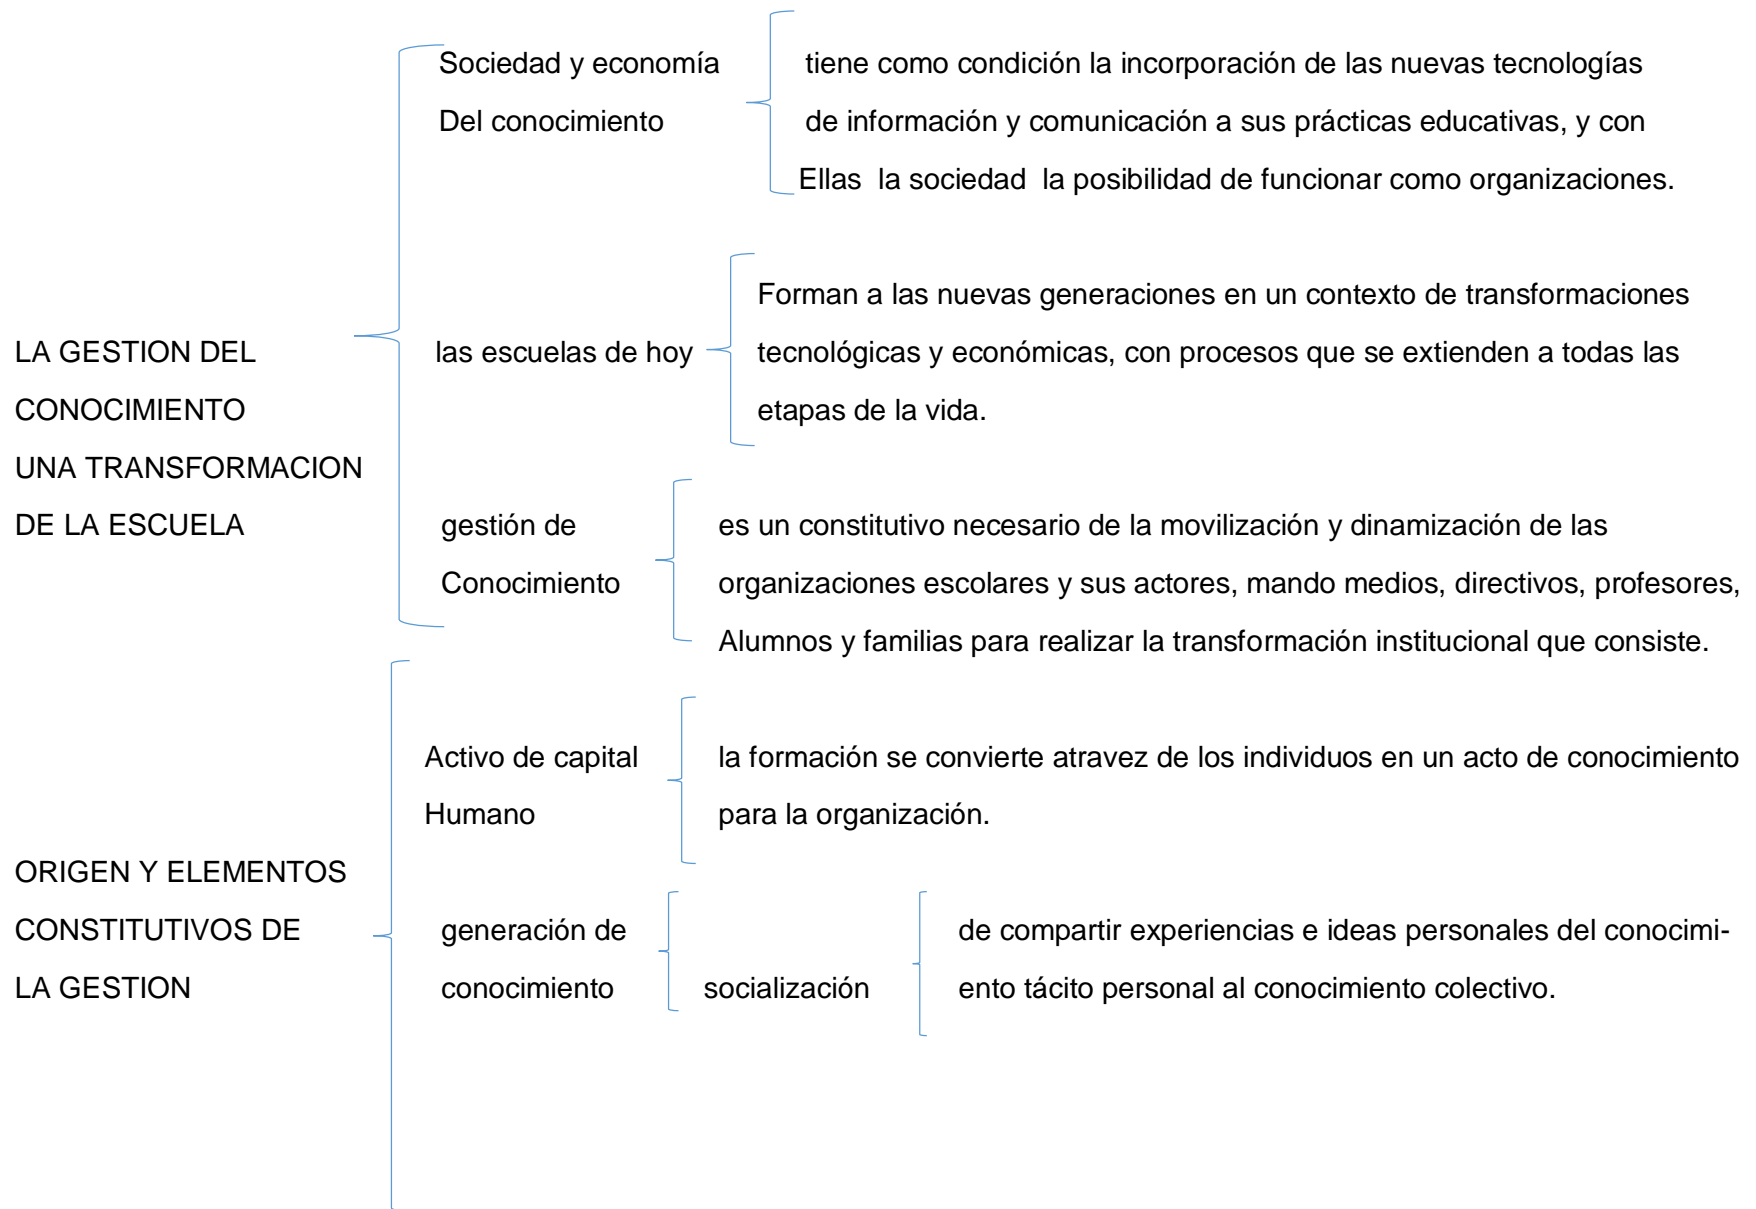 LA GESTION DEL
CONOCIMIENTO
UNA TRANSFORMACION
DE LA ESCUELA
Sociedad y economía
Del conocimiento
tiene como condición la incorporación de las nuevas tecnologías
de información y comunicación a sus prácticas educativas, y con
Ellas la sociedad la posibilidad de funcionar como organizaciones.
las escuelas de hoy
Forman a las nuevas generaciones en un contexto de transformaciones
tecnológicas y económicas, con procesos que se extienden a todas las
etapas de la vida.
gestión de
Conocimiento
es un constitutivo necesario de la movilización y dinamización de las
organizaciones escolares y sus actores, mando medios, directivos, profesores,
Alumnos y familias para realizar la transformación institucional que consiste.
ORIGEN Y ELEMENTOS
CONSTITUTIVOS DE
LA GESTION
Activo de capital
Humano
la formación se convierte atravez de los individuos en un acto de conocimiento
para la organización.
generación de
conocimiento
socialización
de compartir experiencias e ideas personales del conocimi-
ento tácito personal al conocimiento colectivo.